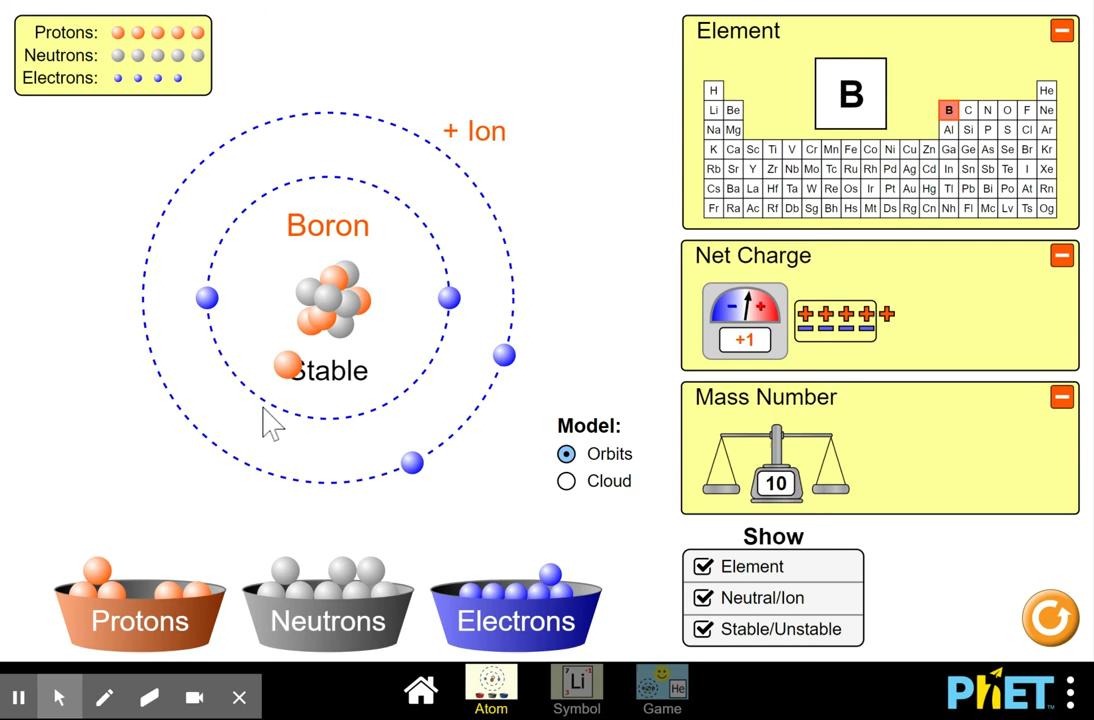 Protons:
Neutrons:
Electrons:
+ Ion
Boron
Stable
Model:
Orbits
Cloud
Protons
Neutrons
Electrons
Element
B
H He
Li Be B C N O F Ne
Na Mg Al Si P S Cl Ar
K Ca Sc Ti V Cr Mn Fe Co Ni Cu Zn Ga Ge As Se Br Kr
Rb Sr Y Zr Nb Mo Tc Ru Rh Pd Ag Cd In Sn Sb Te I Xe
Cs Ba La Hf Ta W Re Os Ir Pt Au Hg Tl Pb Bi Po At Rn
Fr Ra Ac Rf Db Sg Bh Hs Mt Ds Rg Cn Nh Fl Mc Lv Ts Og
Net Charge
- +
+1
+ + + + +
- - - -
Mass Number
10
Show
Element
Neutral/Ion
Stable/Unstable
Atom
7 +1
Li
3
Symbol
He
Game
PhET